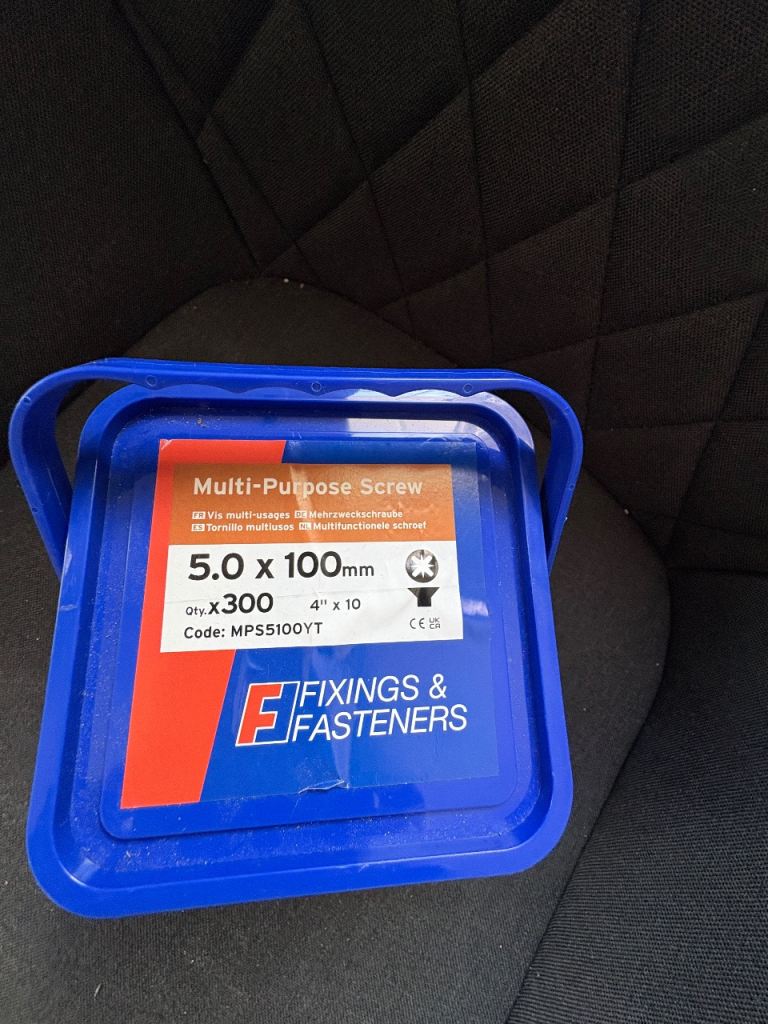 Multi-Purpose Screw
FR Vis multi-usages DE Mehrzweckschraube
ES Tornillo multiusos NL Multifunctionele schroef
5.0 x 100mm
Qty. x300 4" x 10
Code: MPS5100YT
CE UK CA
FF FIXINGS &
FASTENERS